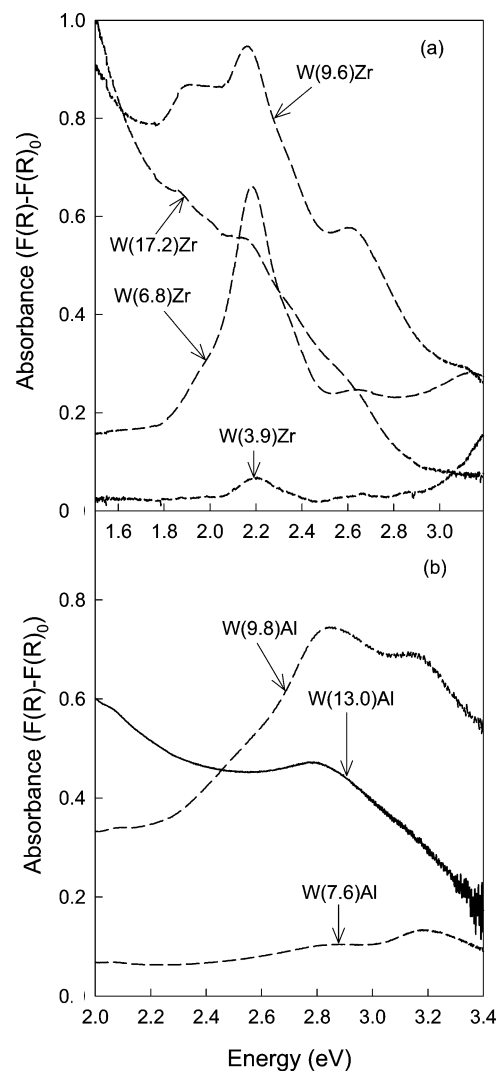 1.0
(a)
W(9.6)Zr
0.8
0.6
W(17.2)Zr
W(6.8)Zr
0.4
W(3.9)Zr
0.2
0
Absorbance (F(R)-F(R)0)
1.6 1.8 2.0 2.2 2.4 2.6 2.8 3.0
(b)
0.8
W(9.8)Al
W(13.0)Al
0.6
0.4
W(7.6)Al
0.2
0.
Absorbance (F(R)-F(R)0)
2.0 2.2 2.4 2.6 2.8 3.0 3.2 3.4
Energy (eV)